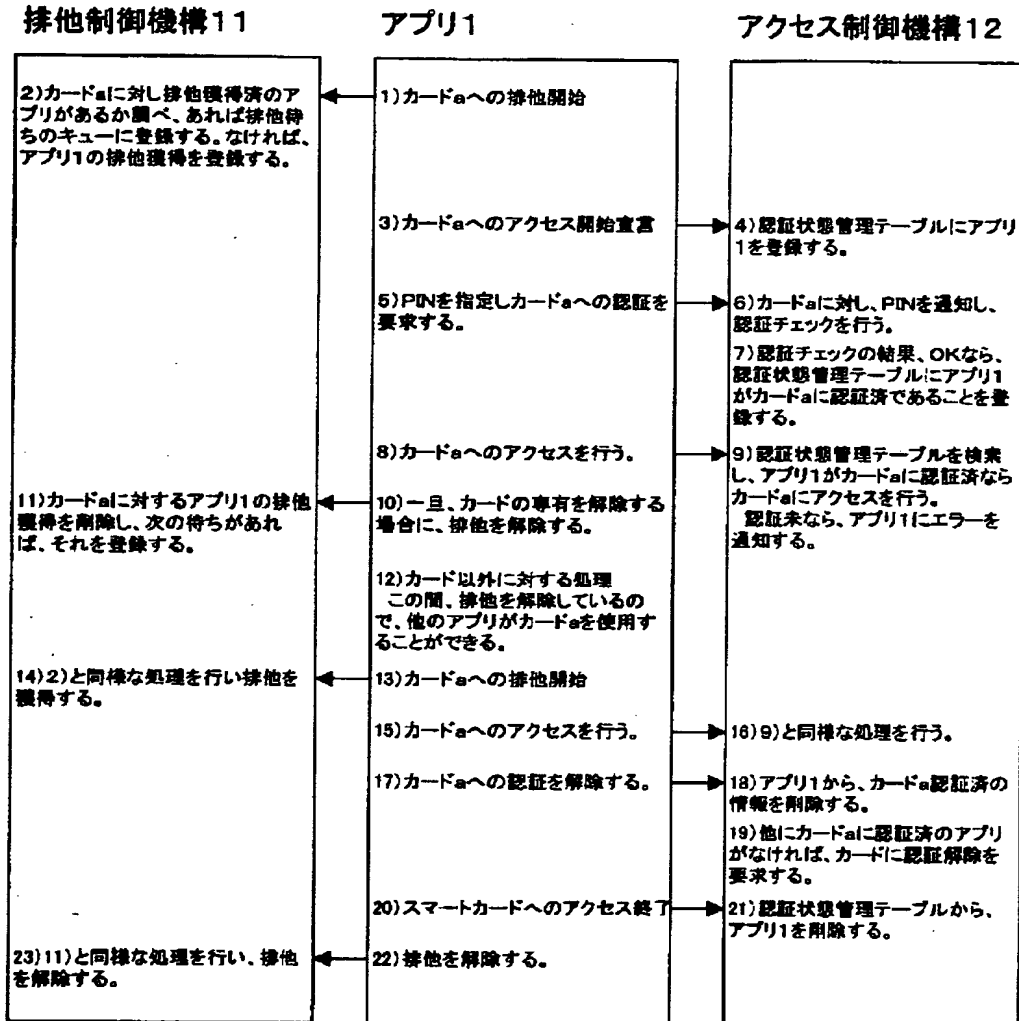 排他制御機構11
アプリ1
アクセス制御機構12
2)カードaに対し排他獲得済のア
プリがあるか調べ、あれば排他待
ちのキューに登録する。なければ、
アプリ1の排他獲得を登録する。
1)カードaへの排他開始
3)カードaへのアクセス開始宣言
4)認証状態管理テーブルにアプリ
1を登録する。
5)PINを指定しカードaへの認証を
要求する。
6)カードaに対し、PINを通知し、
認証チェックを行う。
7)認証チェックの結果、OKなら、
認証状態管理テーブルにアプリ1
がカードaに認証済であることを登
録する。
8)カードaへのアクセスを行う。
9)認証状態管理テーブルを検索
し、アプリ1がカードaに認証済なら
カードaにアクセスを行う。
認証未なら、アプリ1にエラーを
通知する。
11)カードaに対するアプリ1の排他
獲得を削除し、次の待ちがあれ
ば、それを登録する。
10)一旦、カードの専有を解除する
場合に、排他を解除する。
12)カード以外に対する処理
この間、排他を解除しているの
で、他のアプリがカードaを使用す
ることができる。
14)2)と同様な処理を行い排他を
獲得する。
13)カードaへの排他開始
15)カードaへのアクセスを行う。
16)9)と同様な処理を行う。
17)カードaへの認証を解除する。
18)アプリ1から、カードa認証済の
情報を削除する。
19)他にカードaに認証済のアプリ
がなければ、カードに認証解除を
要求する。
20)スマートカードへのアクセス終了
21)認証状態管理テーブルから、
アプリ1を削除する。
23)11)と同様な処理を行い、排他
を解除する。
22)排他を解除する。